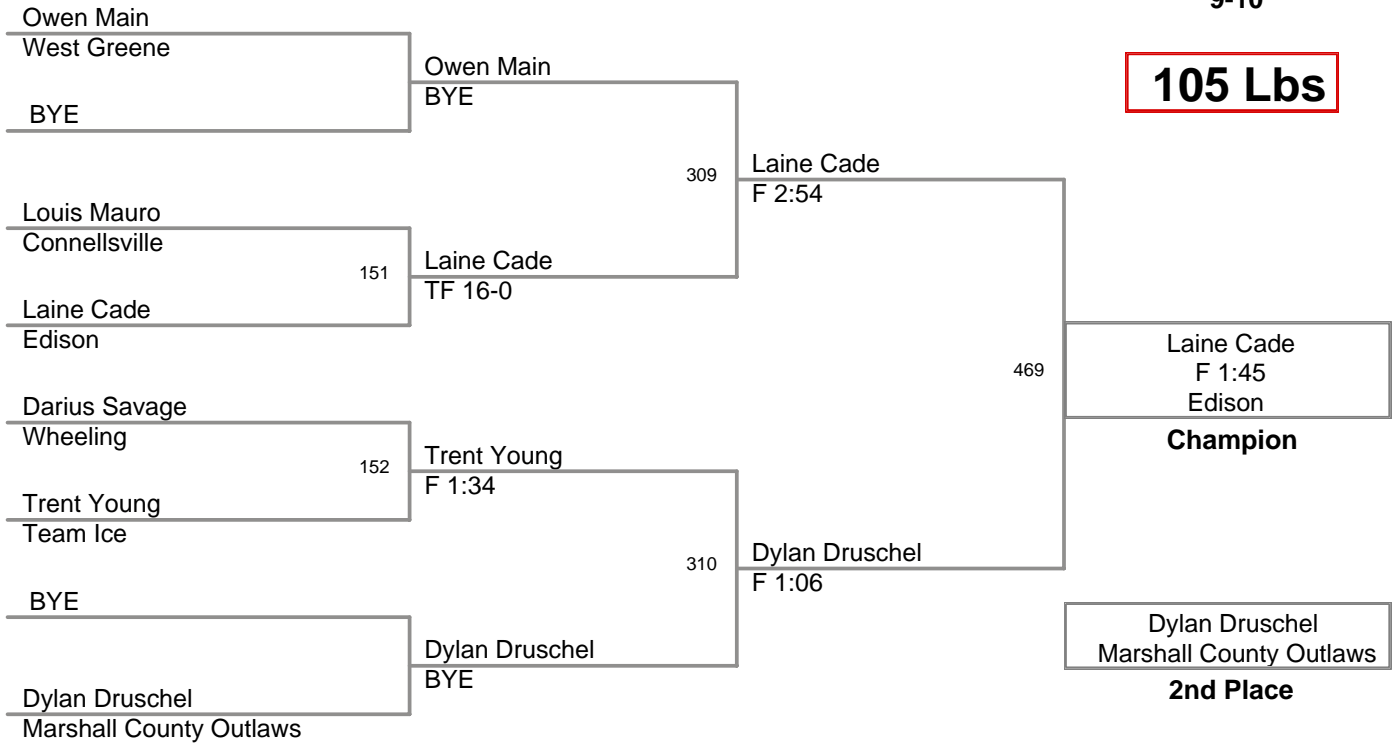 9-10
105 Lbs
Owen Main
West Greene
BYE
Louis Mauro
Connellsville
151
Laine Cade
Edison
Darius Savage
Wheeling
152
Trent Young
Team Ice
BYE
Dylan Druschel
Marshall County Outlaws
Owen Main
BYE
309
Laine Cade
TF 16-0
Trent Young
F 1:34
310
Dylan Druschel
BYE
Laine Cade
F 2:54
469
Dylan Druschel
F 1:06
Laine Cade
F 1:45
Edison
Champion
Dylan Druschel
Marshall County Outlaws
2nd Place